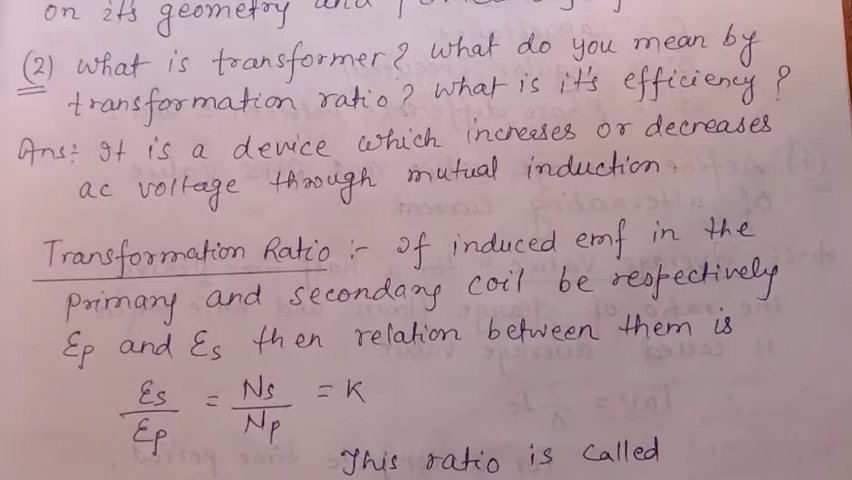 on its geometry and
(2) What is transformer? What do you mean by
transformation ratio? What is it's efficiency?
Ans:- It is a device which increases or decreases
ac voltage through mutual induction.
Transformation Ratio :- If induced emf in the
primary and secondary coil be respectively
Ep and Es then relation between them is
Es/Ep = Ns/Np = K
This ratio is called